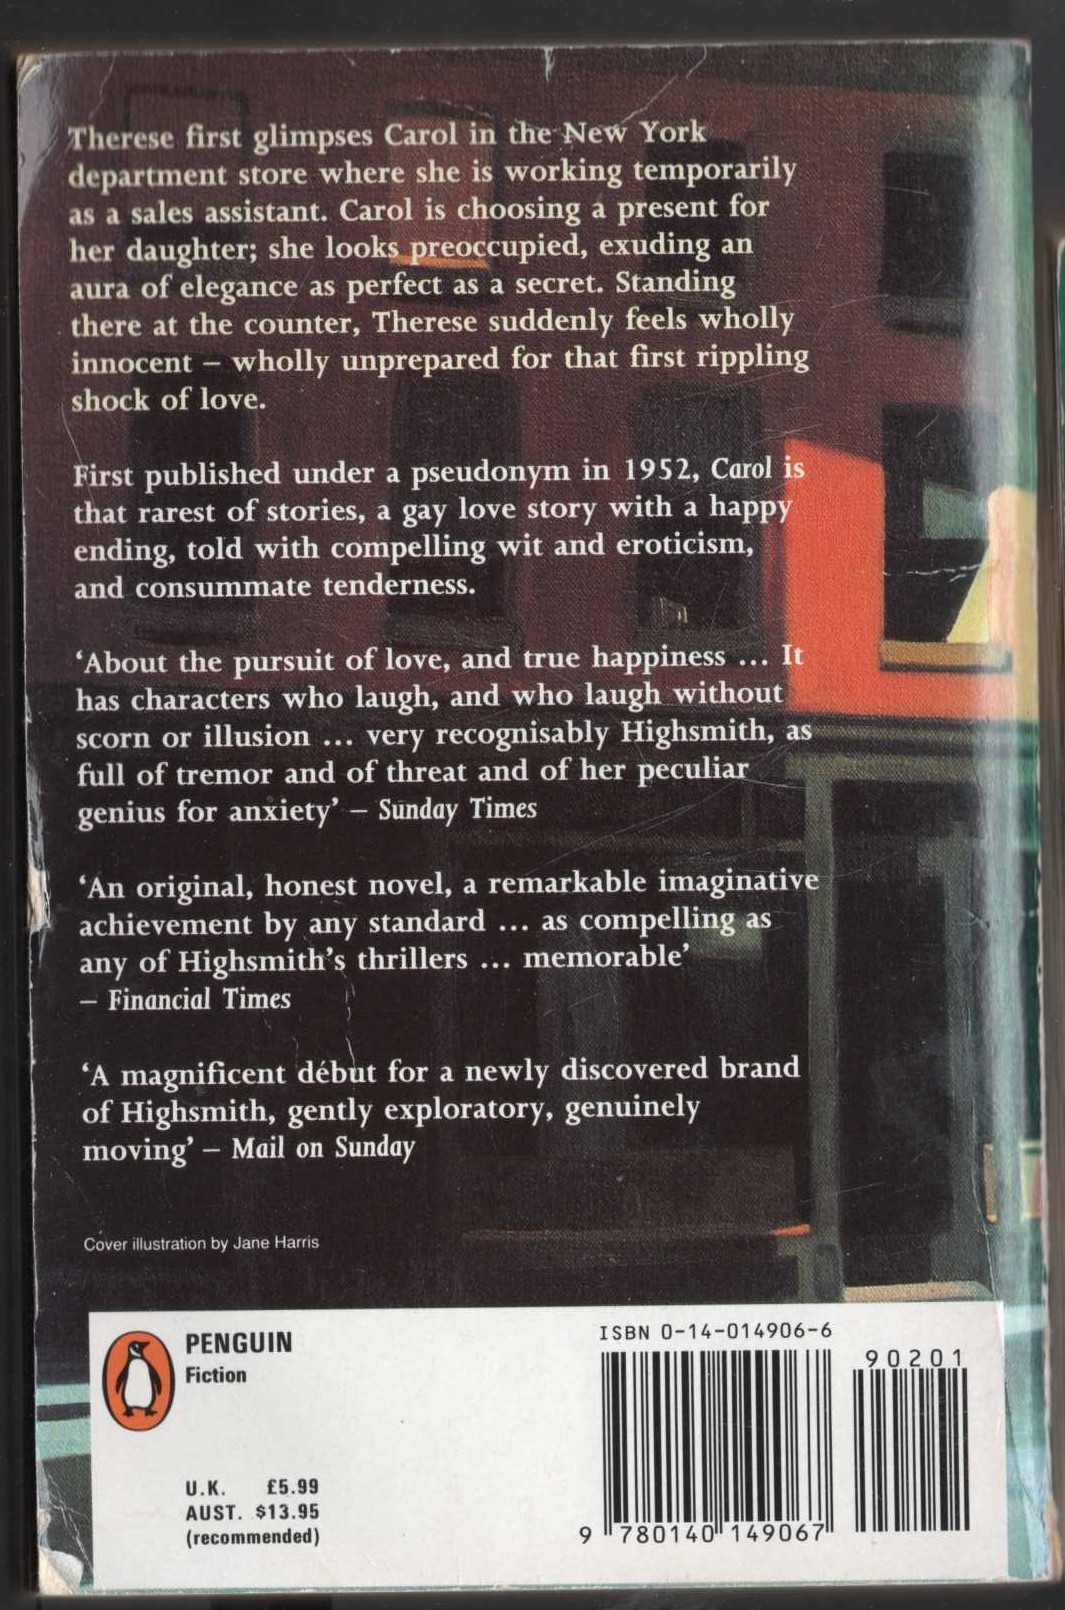 Therese first glimpses Carol in the New York
department store where she is working temporarily
as a sales assistant. Carol is choosing a present for
her daughter; she looks preoccupied, exuding an
aura of elegance as perfect as a secret. Standing
there at the counter, Therese suddenly feels wholly
innocent – wholly unprepared for that first rippling
shock of love.
First published under a pseudonym in 1952, Carol is
that rarest of stories, a gay love story with a happy
ending, told with compelling wit and eroticism,
and consummate tenderness.
‘About the pursuit of love, and true happiness ... It
has characters who laugh, and who laugh without
scorn or illusion ... very recognisably Highsmith, as
full of tremor and of threat and of her peculiar
genius for anxiety’ – Sunday Times
‘An original, honest novel, a remarkable imaginative
achievement by any standard ... as compelling as
any of Highsmith’s thrillers ... memorable’
– Financial Times
‘A magnificent début for a newly discovered brand
of Highsmith, gently exploratory, genuinely
moving’ – Mail on Sunday
Cover illustration by Jane Harris
PENGUIN
Fiction
U.K. £5.99
AUST. $13.95
(recommended)
ISBN 0-14-014906-6
90201
9 780140 149067